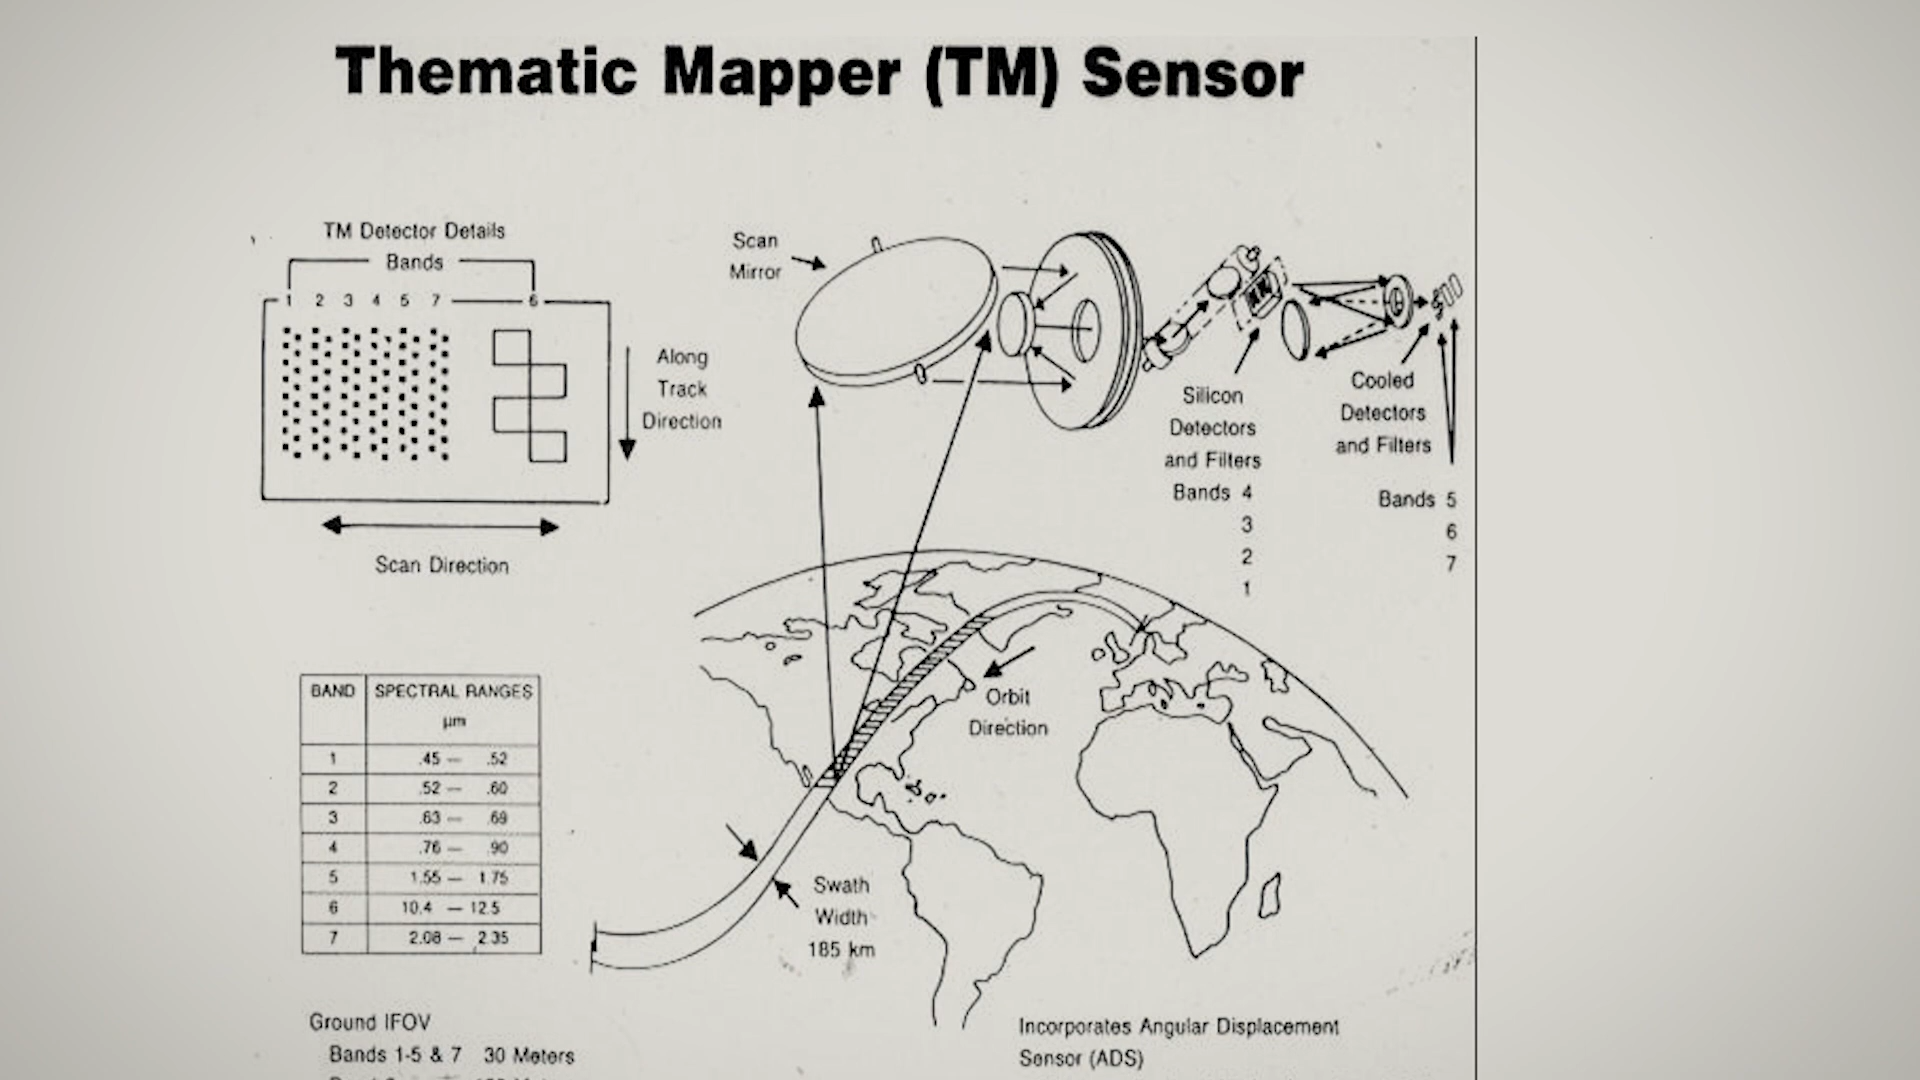 Thematic Mapper (TM) Sensor
TM Detector Details
Bands
1 2 3 4 5 7 6
Along
Track
Direction
Scan Direction
Scan
Mirror
Silicon
Detectors
and Filters
Bands 4
3
2
1
Cooled
Detectors
and Filters
Bands 5
6
7
Orbit
Direction
Swath
Width
185 km
BAND SPECTRAL RANGES
µm
1 .45 — .52
2 .52 — .60
3 .63 — .69
4 .76 — .90
5 1.55 — 1.75
6 10.4 — 12.5
7 2.08 — 2.35
Ground IFOV
Bands 1-5 & 7 30 Meters
Incorporates Angular Displacement
Sensor (ADS)